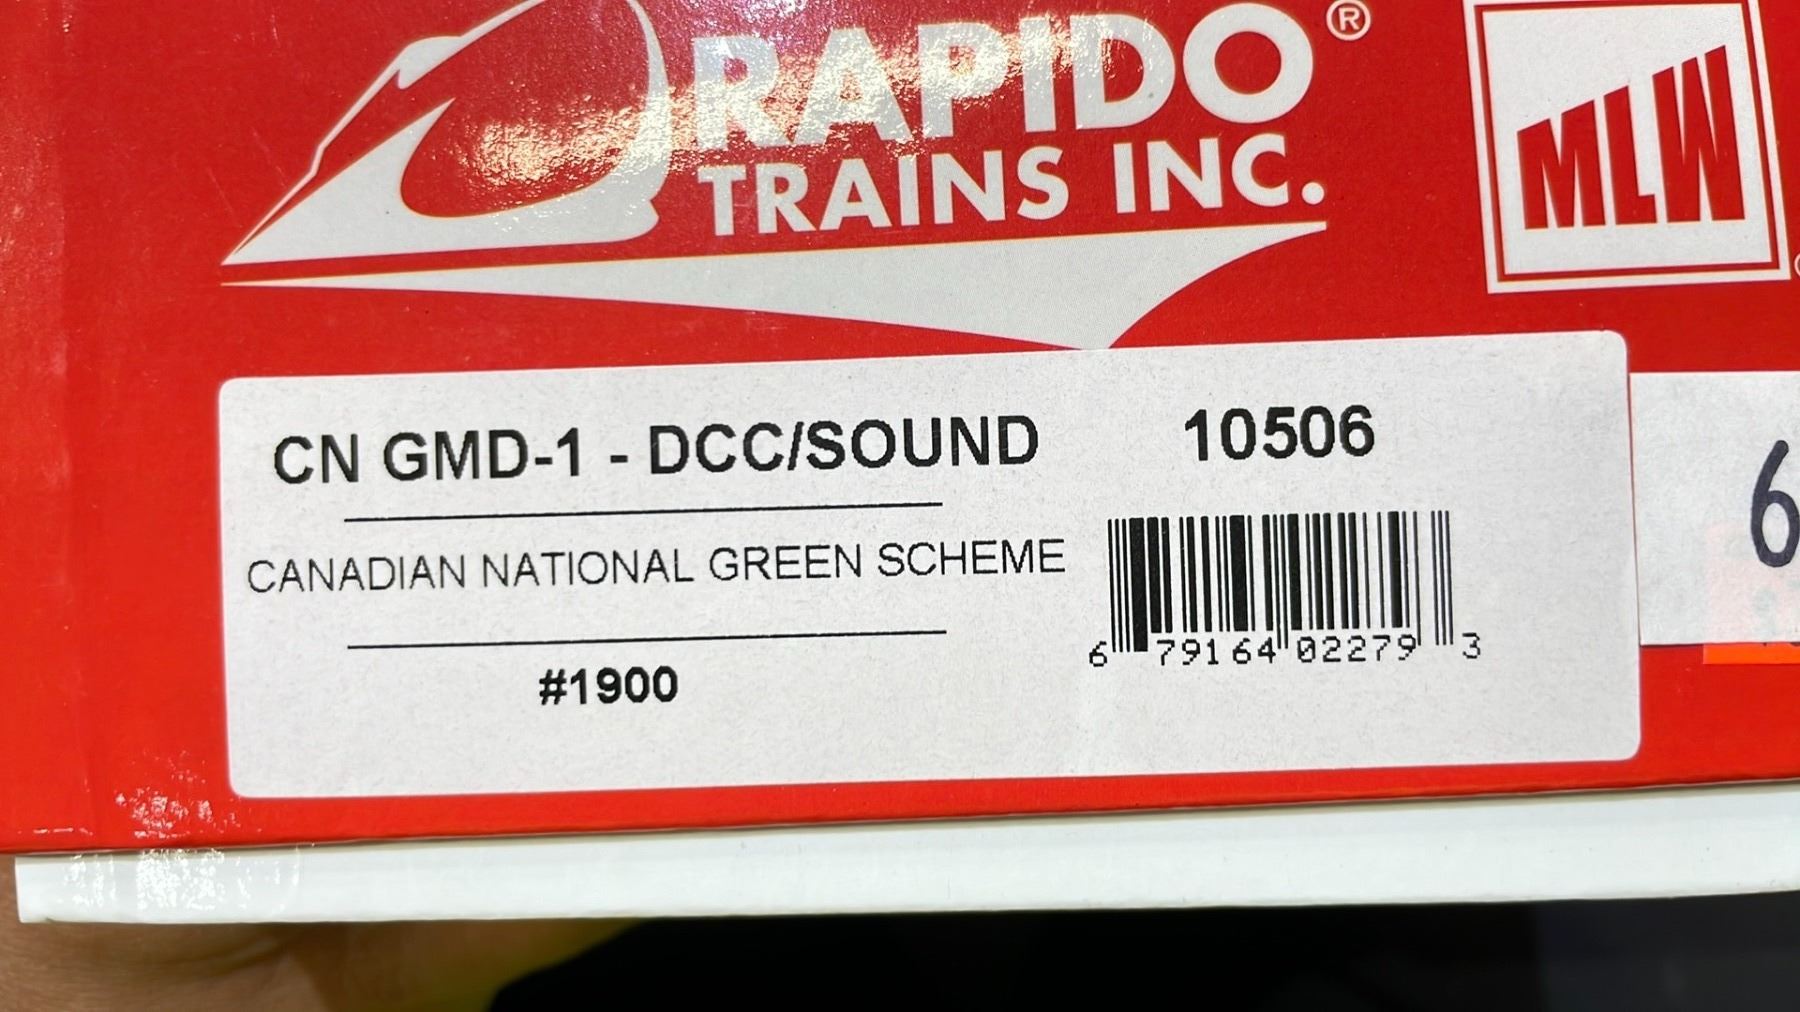 RAPIDO®
TRAINS INC.
MLW
CN GMD-1 - DCC/SOUND
10506
CANADIAN NATIONAL GREEN SCHEME
#1900
6 79164 02279 3
6